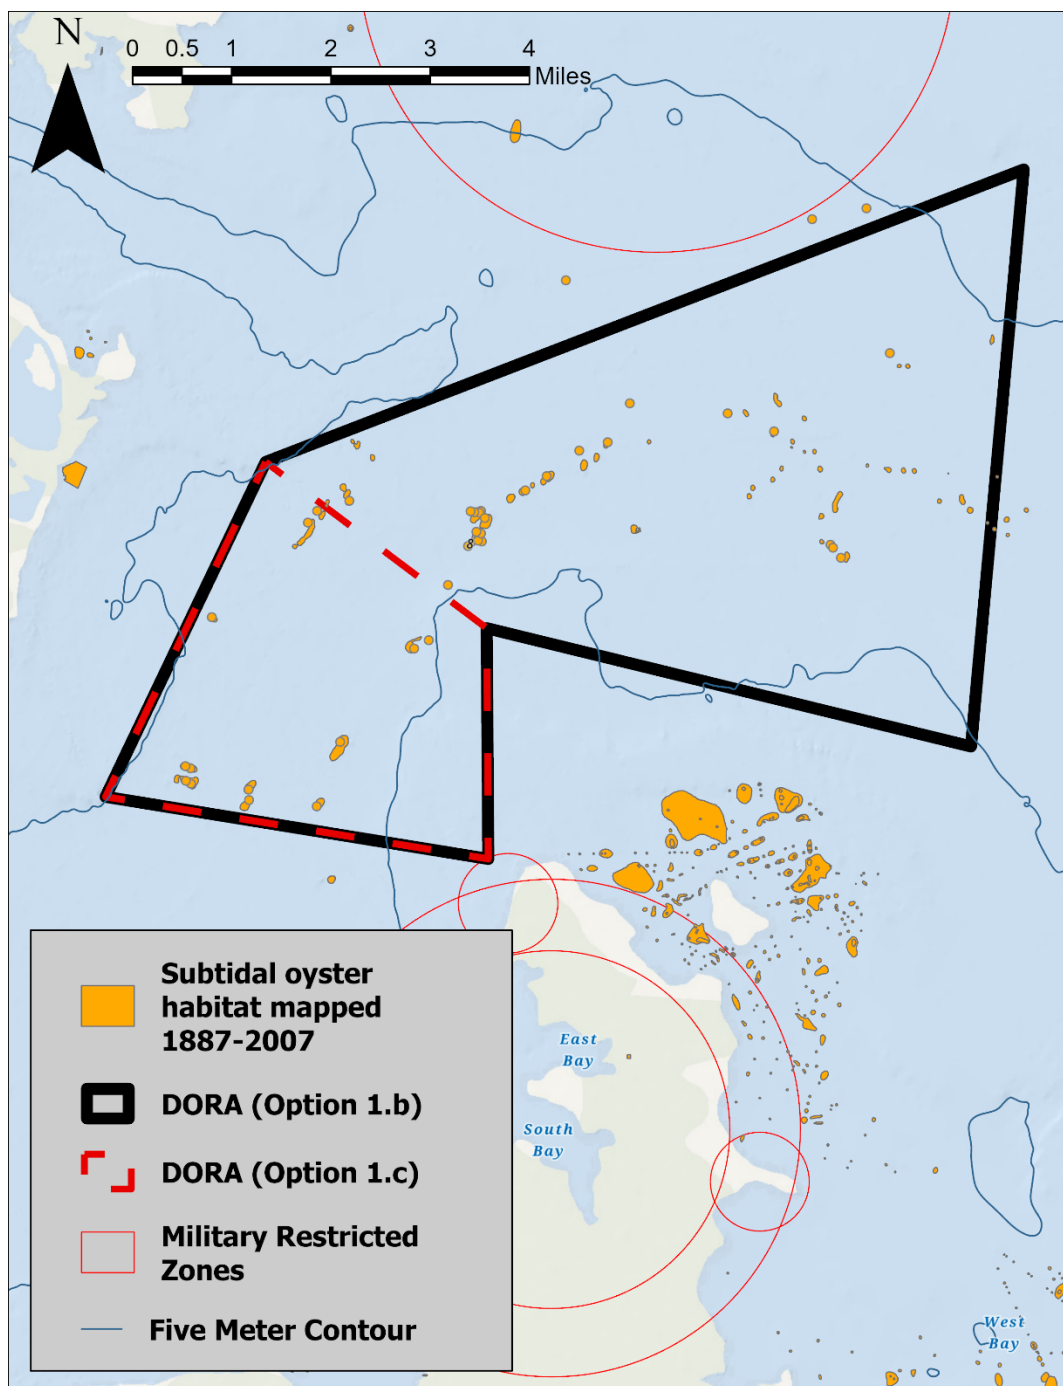 N
0 0.5 1 2 3 4
Miles
8
East
Bay
South
Bay
West
Bay
Subtidal oyster
habitat mapped
1887-2007
DORA (Option 1.b)
DORA (Option 1.c)
Military Restricted
Zones
Five Meter Contour